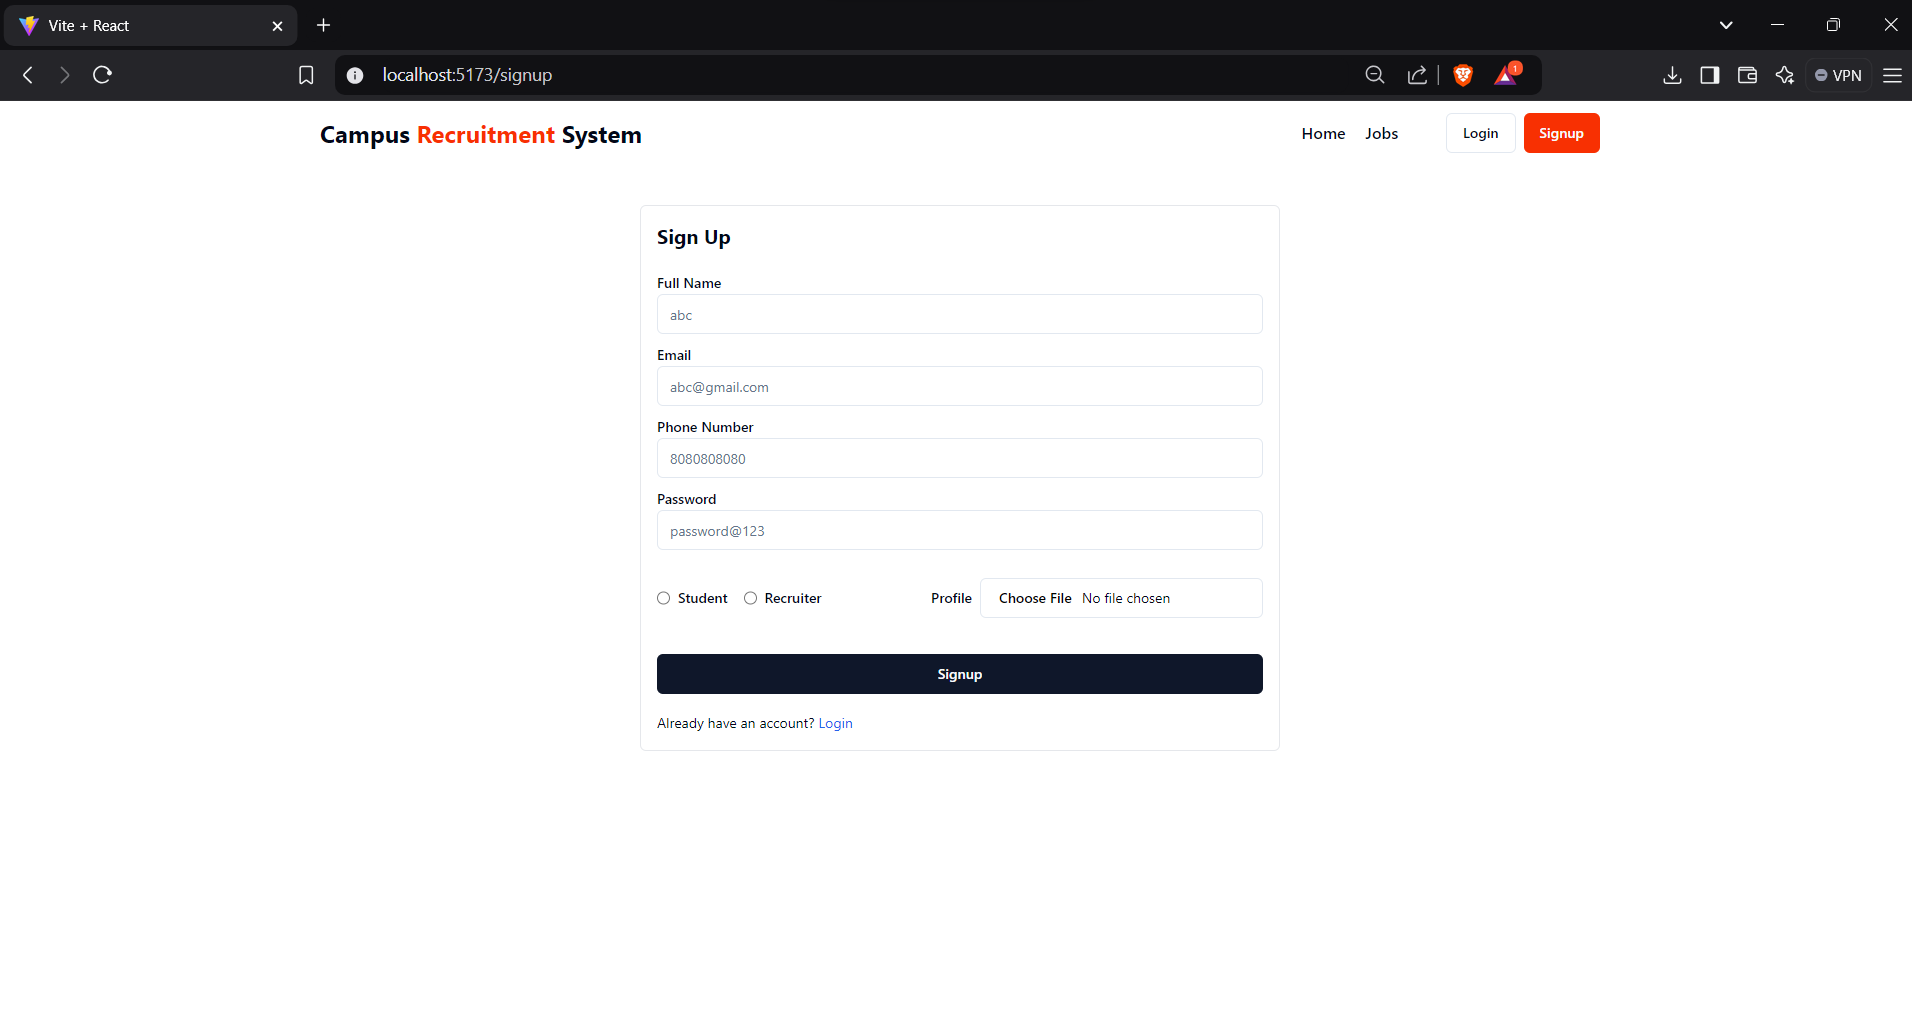 Vite + React
localhost:5173/signup
1
VPN
Campus Recruitment System
Home Jobs Login Signup
Sign Up
Full Name
abc
Email
abc@gmail.com
Phone Number
8080808080
Password
password@123
Student Recruiter Profile Choose File No file chosen
Signup
Already have an account? Login